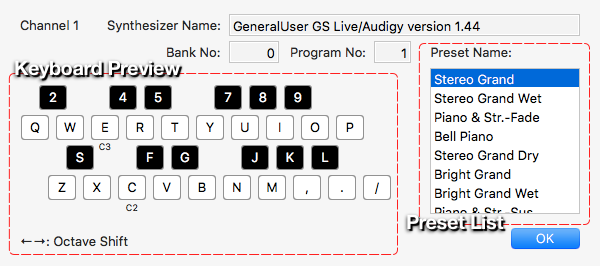 Channel 1 Synthesizer Name: GeneralUser GS Live/Audigy version 1.44
Bank No: 0 Program No: 1 Preset Name:
Keyboard Preview
2 4 5 7 8 9
Q W E R T Y U I O P
C3
S F G J K L
Z X C V B N M , . /
C2
←→: Octave Shift
Stereo Grand
Stereo Grand Wet
Piano & Str.-Fade
Bell Piano
Stereo Grand Dry
Bright Grand
Bright Grand Wet
Piano & Str.-Sus
Preset List
OK